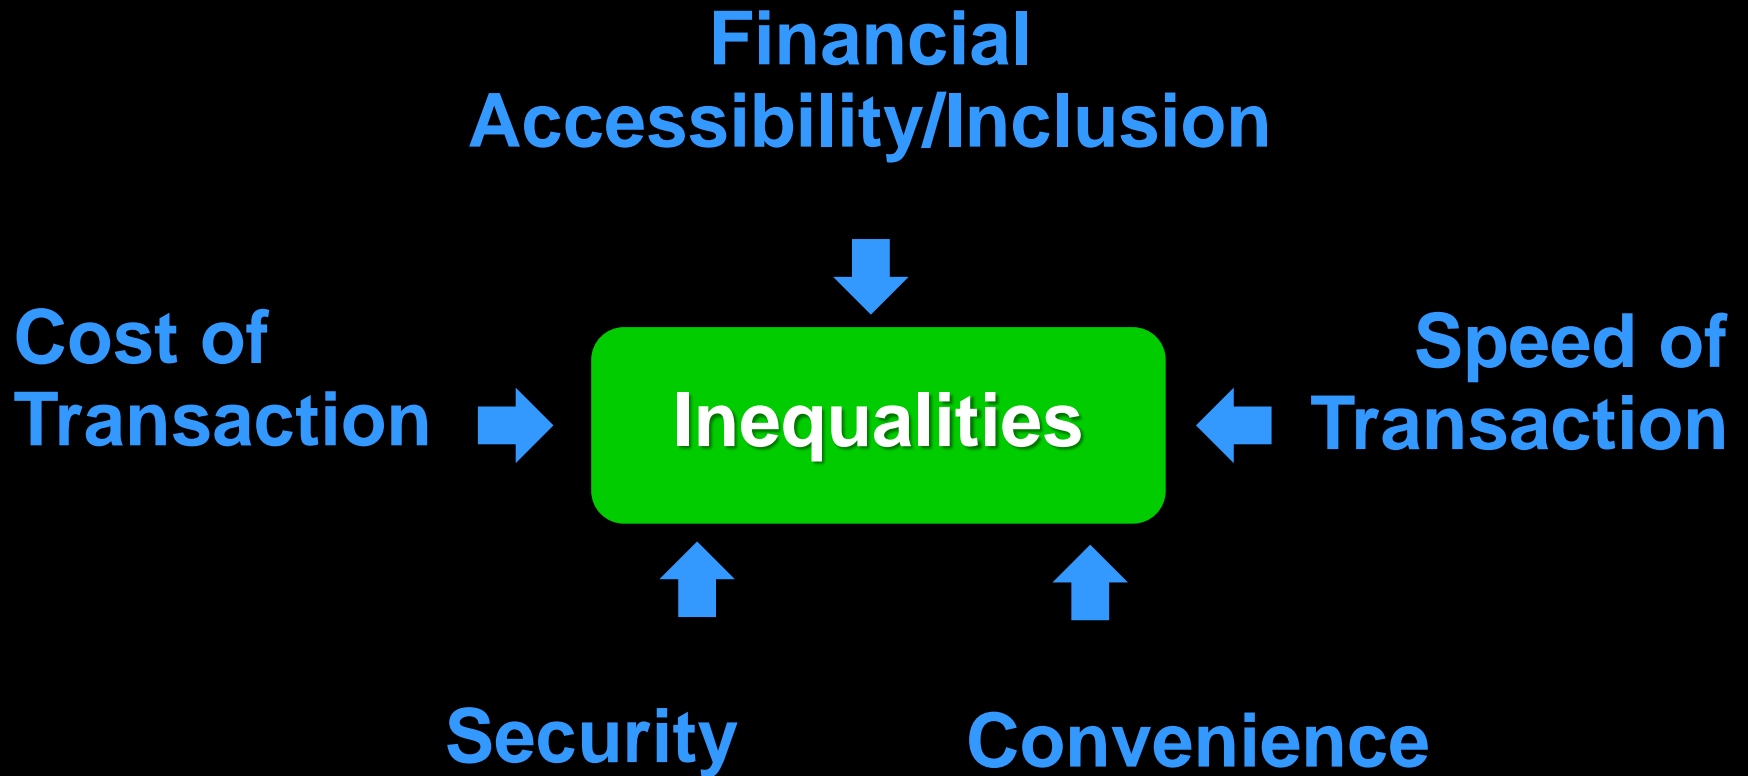 Financial
Accessibility/Inclusion
Cost of
Transaction
Inequalities
Speed of
Transaction
Security
Convenience